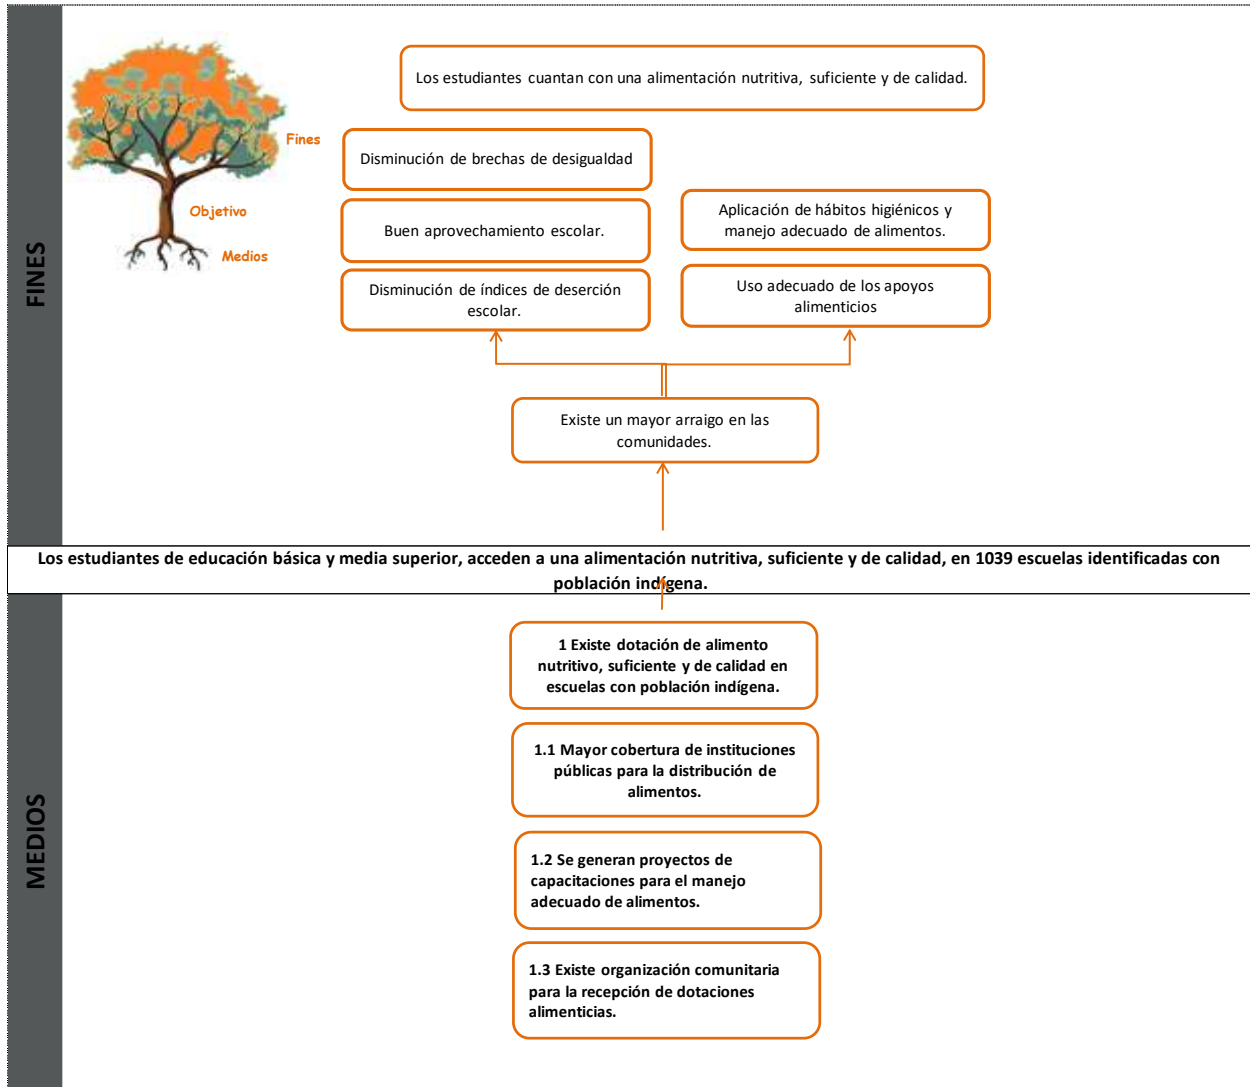 FINES
Fines
Objetivo
Medios
Los estudiantes cuantan con una alimentación nutritiva, suficiente y de calidad.
Disminución de brechas de desigualdad
Buen aprovechamiento escolar.
Disminución de índices de deserción
escolar.
Aplicación de hábitos higiénicos y
manejo adecuado de alimentos.
Uso adecuado de los apoyos
alimenticios
Existe un mayor arraigo en las
comunidades.
Los estudiantes de educación básica y media superior, acceden a una alimentación nutritiva, suficiente y de calidad, en 1039 escuelas identificadas con
población indígena.
MEDIOS
1 Existe dotación de alimento
nutritivo, suficiente y de calidad en
escuelas con población indígena.
1.1 Mayor cobertura de instituciones
públicas para la distribución de
alimentos.
1.2 Se generan proyectos de
capacitaciones para el manejo
adecuado de alimentos.
1.3 Existe organización comunitaria
para la recepción de dotaciones
alimenticias.